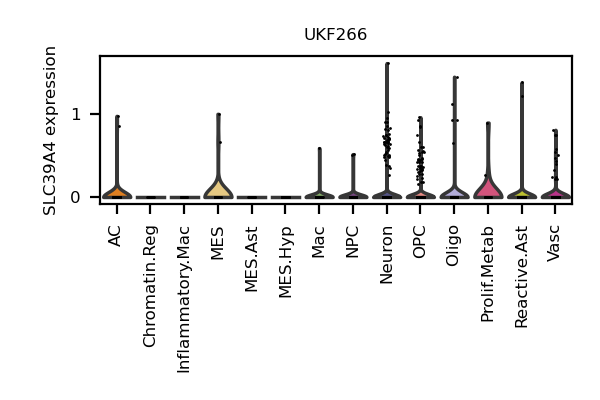 UKF266
SLC39A4 expression
1
0
AC
Chromatin.Reg
Inflammatory.Mac
MES
MES.Ast
MES.Hyp
Mac
NPC
Neuron
OPC
Oligo
Prolif.Metab
Reactive.Ast
Vasc